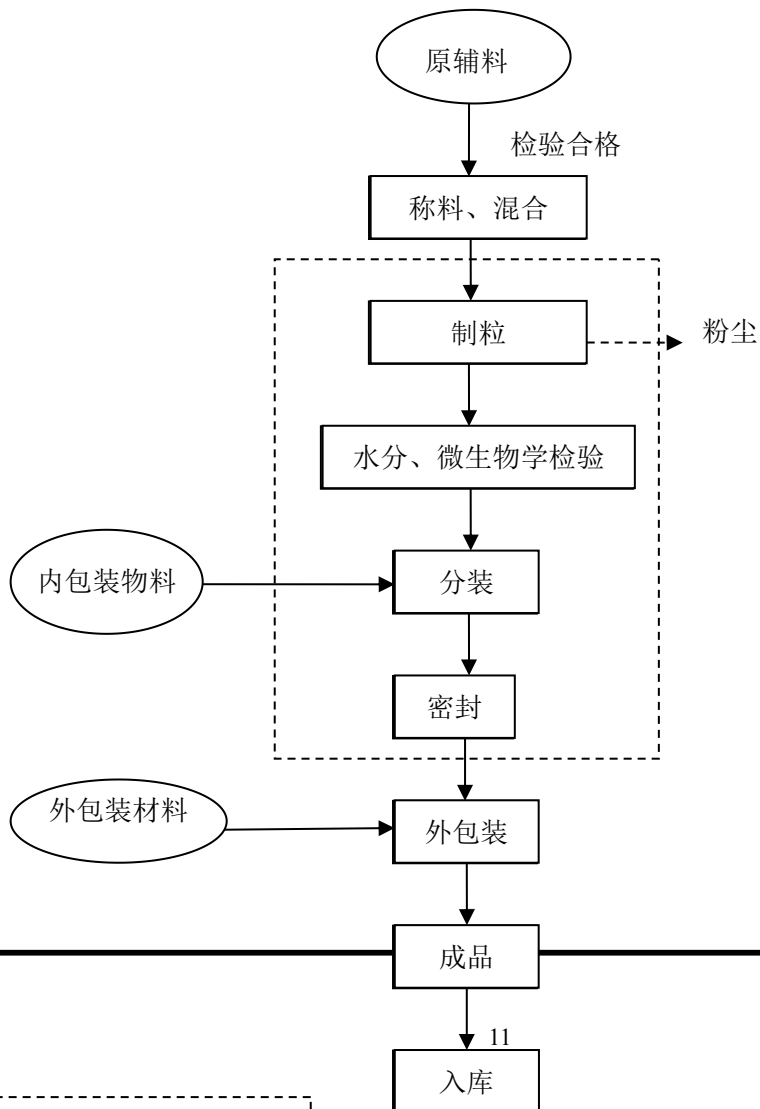 原辅料
检验合格
称料、混合
制粒
粉尘
水分、微生物学检验
内包装物料
分装
密封
外包装材料
外包装
成品
11
入库